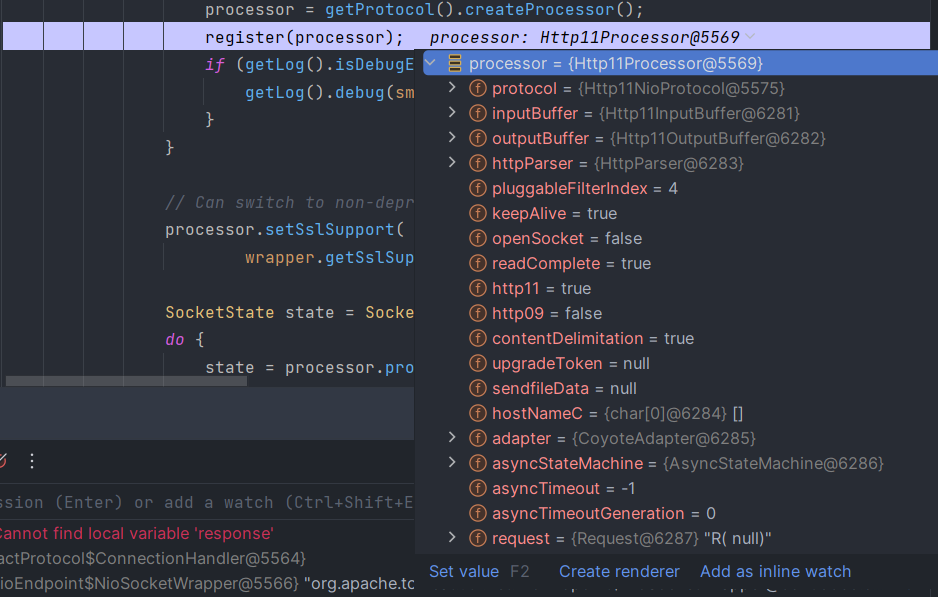 processor = getProtocol().createProcessor();
register(processor); processor: Http11Processor@5569
processor = {Http11Processor@5569}
if (getLog().isDebugE
protocol = {Http11NioProtocol@5575}
getLog().debug(sm
inputBuffer = {Http11InputBuffer@6281}
}
outputBuffer = {Http11OutputBuffer@6282}
}
httpParser = {HttpParser@6283}
pluggableFilterIndex = 4
// Can switch to non-depr
keepAlive = true
processor.setSslSupport(
openSocket = false
wrapper.getSslSup
readComplete = true
http11 = true
SocketState state = Socke
http09 = false
do {
contentDelimitation = true
state = processor.pro
upgradeToken = null
sendfileData = null
hostNameC = {char[0]@6284} []
adapter = {CoyoteAdapter@6285}
asyncStateMachine = {AsyncStateMachine@6286}
asyncTimeout = -1
ssion (Enter) or add a watch (Ctrl+Shift+E
asyncTimeoutGeneration = 0
Cannot find local variable 'response'
request = {Request@6287} "R( null)"
actProtocol$ConnectionHandler@5564}
Set value F2 Create renderer Add as inline watch
ioEndpoint$NioSocketWrapper@5566} "org.apache.to